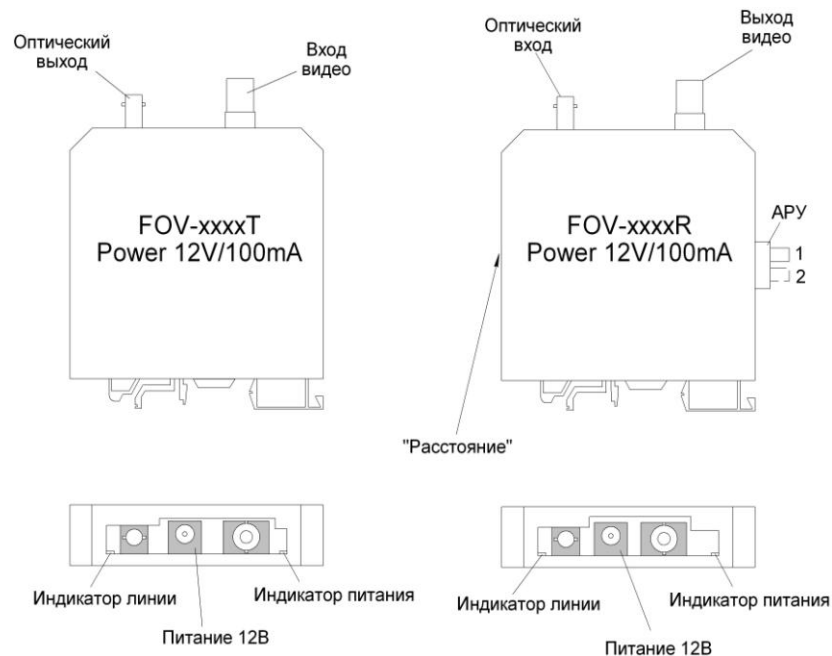 Оптический
выход
Вход
видео
FOV-xxxxT
Power 12V/100mA
Оптический
вход
Выход
видео
FOV-xxxxR
Power 12V/100mA
АРУ
1
2
"Расстояние"
Индикатор линии
Питание 12В
Индикатор питания
Индикатор линии
Питание 12В
Индикатор питания